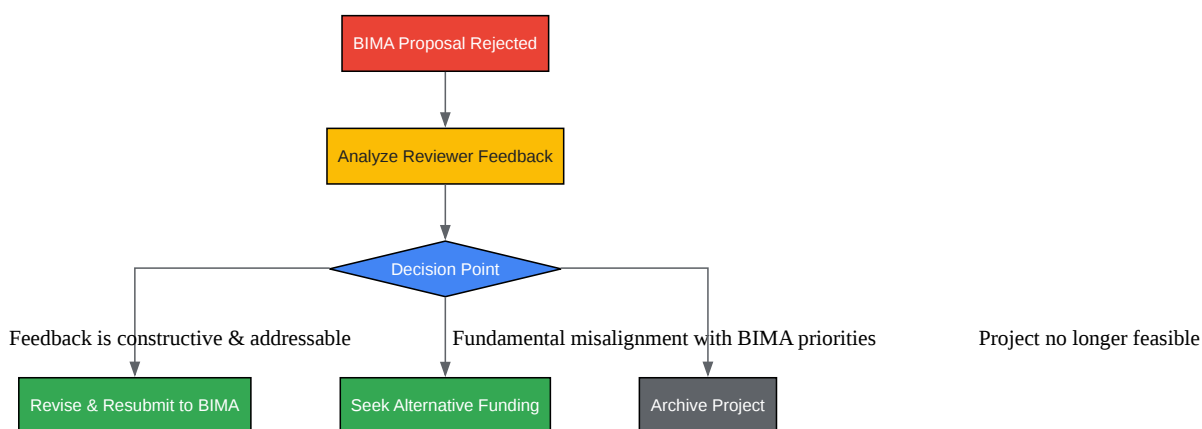 BIMA Proposal Rejected
Analyze Reviewer Feedback
Decision Point
Feedback is constructive & addressable
Fundamental misalignment with BIMA priorities
Project no longer feasible
Revise & Resubmit to BIMA
Seek Alternative Funding
Archive Project